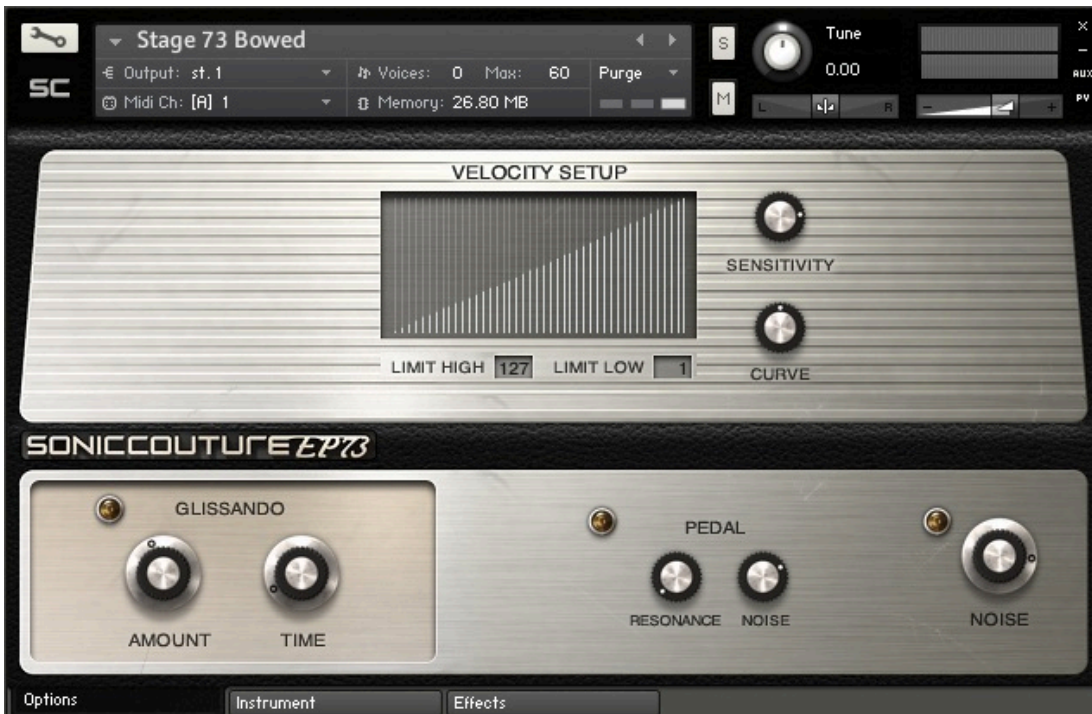 Stage 73 Bowed
S
Tune
X
Output: st.1
Voices: 0 Max: 60
Purge
0.00
–
SC
AUX
Midi Ch: [A] 1
Memory: 26.80 MB
M
L
R
–
+
PV
VELOCITY SETUP
SENSITIVITY
LIMIT HIGH 127 LIMIT LOW 1
CURVE
SONICCOUTURE EP73
GLISSANDO
PEDAL
AMOUNT
TIME
RESONANCE
NOISE
NOISE
Options
Instrument
Effects